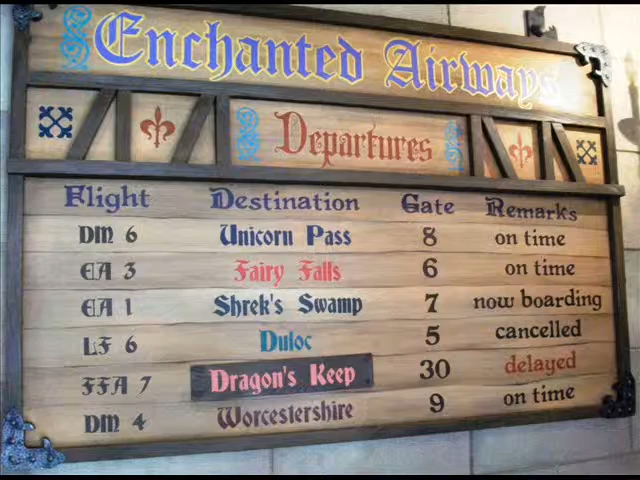 Enchanted Airways
Departures
Flight Destination Gate Remarks
DM 6 Unicorn Pass 8 on time
EA 3 Fairy Falls 6 on time
EA 1 Shrek's Swamp 7 now boarding
LF 6 Duloc 5 cancelled
FFA 7 Dragon's Keep 30 delayed
DM 4 Worcestershire 9 on time